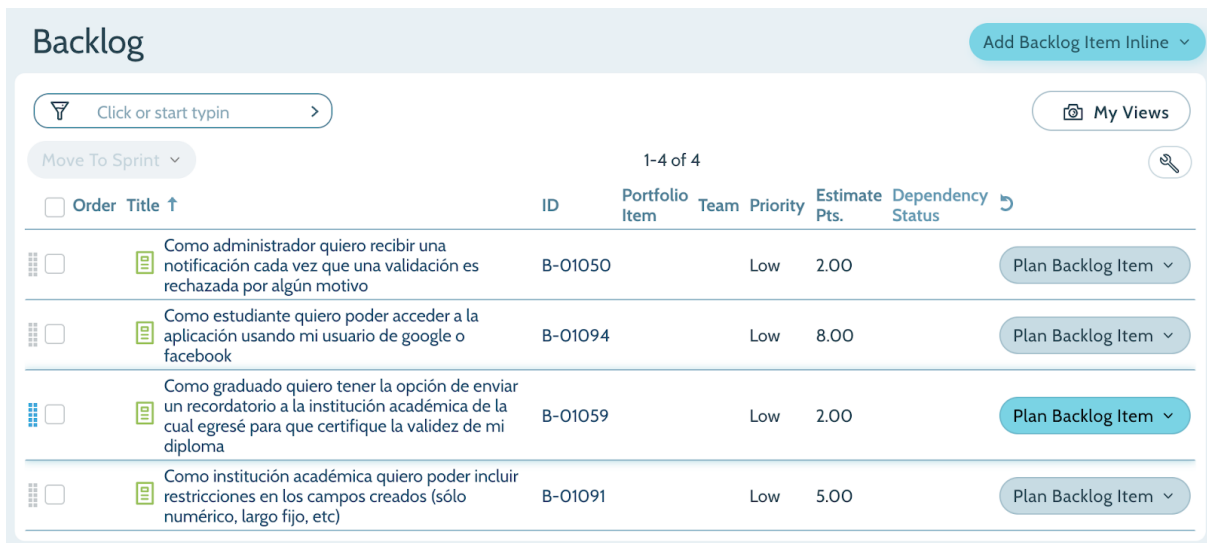 Backlog
Add Backlog Item Inline
Click or start typin
My Views
Move To Sprint
1-4 of 4
Order Title ↑ ID Portfolio Item Team Priority Estimate Pts. Dependency Status
Como administrador quiero recibir una
notificación cada vez que una validación es
rechazada por algún motivo
B-01050 Low 2.00 Plan Backlog Item
Como estudiante quiero poder acceder a la
aplicación usando mi usuario de google o
facebook
B-01094 Low 8.00 Plan Backlog Item
Como graduado quiero tener la opción de enviar
un recordatorio a la institución académica de la
cual egresé para que certifique la validez de mi
diploma
B-01059 Low 2.00 Plan Backlog Item
Como institución académica quiero poder incluir
restricciones en los campos creados (sólo
numérico, largo fijo, etc)
B-01091 Low 5.00 Plan Backlog Item